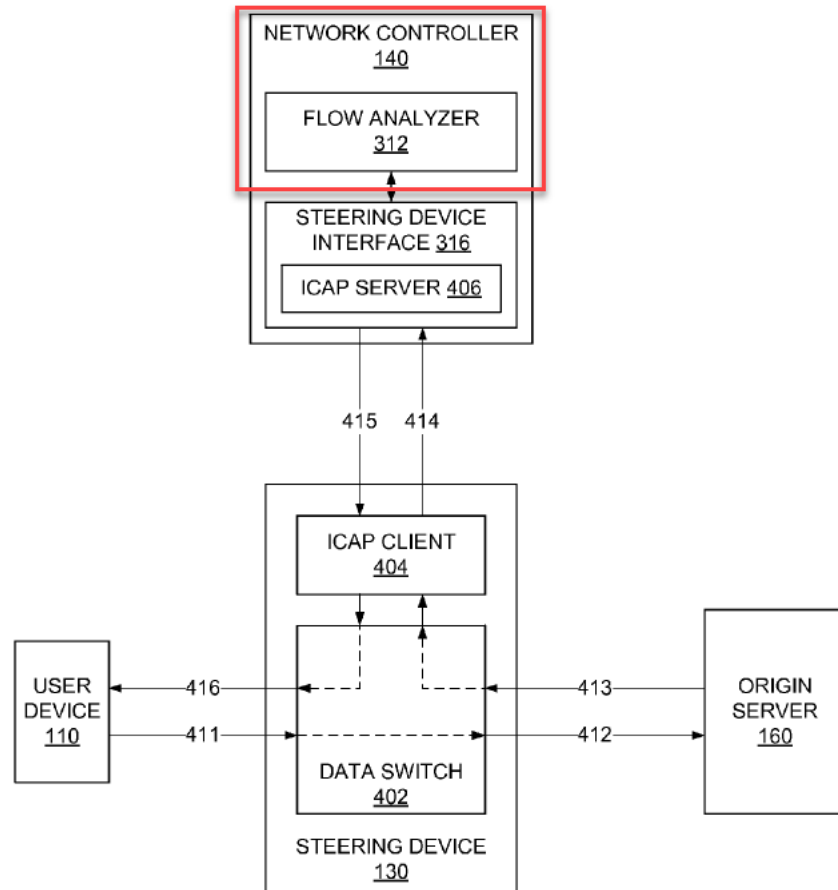 NETWORK CONTROLLER
140
FLOW ANALYZER
312
STEERING DEVICE
INTERFACE 316
ICAP SERVER 406
415
414
ICAP CLIENT
404
USER
DEVICE
110
416
411
DATA SWITCH
402
413
412
ORIGIN
SERVER
160
STEERING DEVICE
130